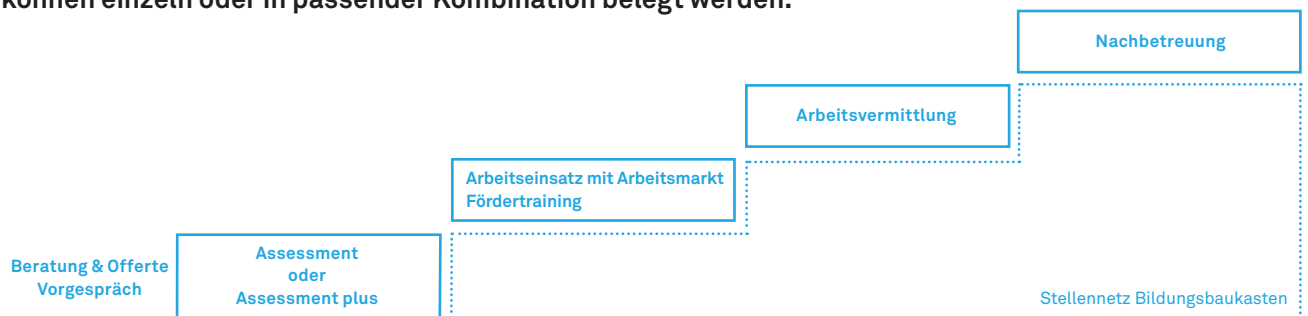 können einzeln oder in passender Kombination belegt werden.
Nachbetreuung
Arbeitsvermittlung
Arbeitseinsatz mit Arbeitsmarkt
Fördertraining
Beratung & Offerte
Vorgespräch
Assessment
oder
Assessment plus
Stellennetz Bildungsbaukasten